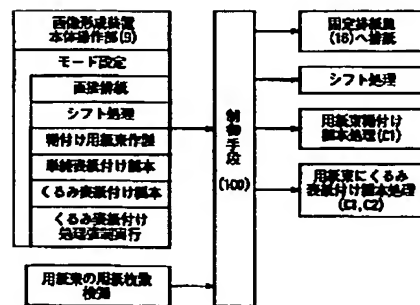 画像形成装置
本体操作部(9)
モード設定
直接排紙
シフト処理
糊付け用紙束作製
単純表紙付け製本
くるみ表紙付け製本
くるみ表紙付け
処理強制実行
用紙束の用紙枚数
検知
制御手段
(100)
固定排紙皿
(18)へ排紙
シフト処理
用紙束糊付け
製本処理(C1)
用紙束にくるみ
表紙付け製本処理
(C3,C2)